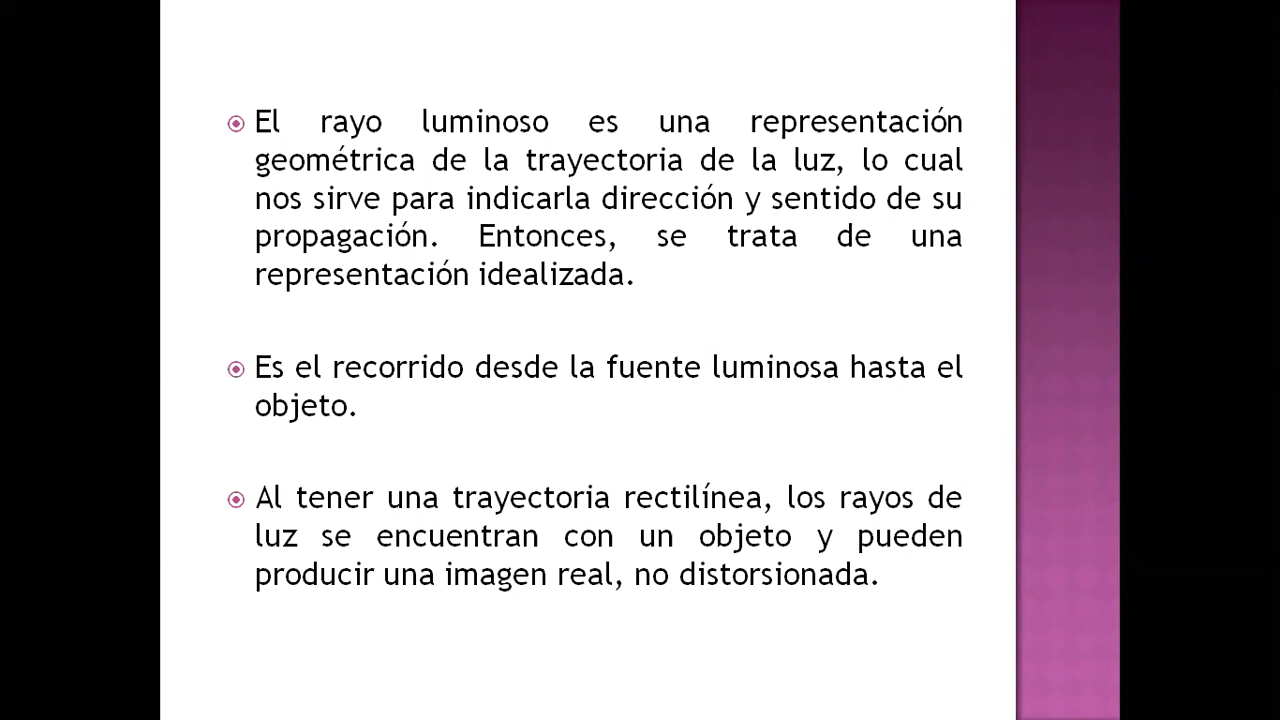 El rayo luminoso es una representación
geométrica de la trayectoria de la luz, lo cual
nos sirve para indicarla dirección y sentido de su
propagación. Entonces, se trata de una
representación idealizada.
Es el recorrido desde la fuente luminosa hasta el
objeto.
Al tener una trayectoria rectilínea, los rayos de
luz se encuentran con un objeto y pueden
producir una imagen real, no distorsionada.